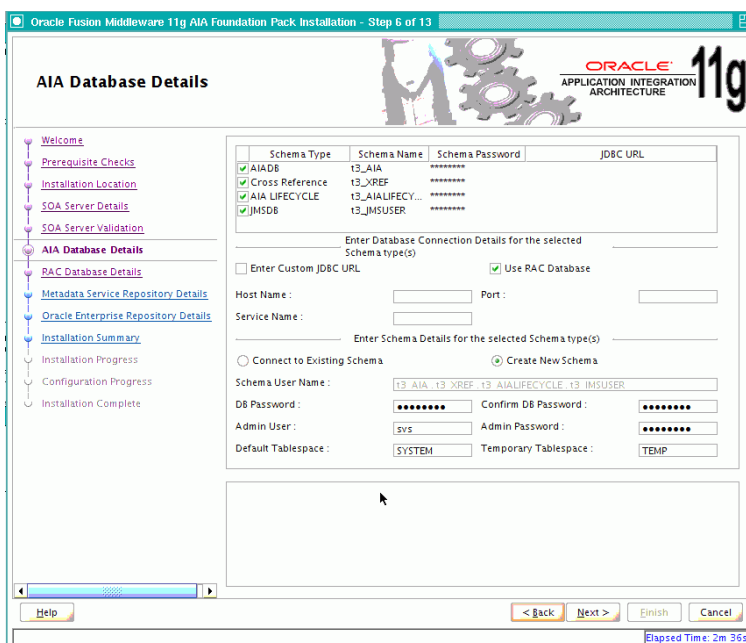 Oracle Fusion Middleware 11g AIA Foundation Pack Installation - Step 6 of 13
AIA Database Details
ORACLE
APPLICATION INTEGRATION
ARCHITECTURE
11g
Welcome
Prerequisite Checks
Installation Location
SOA Server Details
SOA Server Validation
AIA Database Details
RAC Database Details
Metadata Service Repository Details
Oracle Enterprise Repository Details
Installation Summary
Installation Progress
Configuration Progress
Installation Complete
Schema Type Schema Name Schema Password JDBC URL
AIADB t3_AIA ********
Cross Reference t3_XREF ********
AIA LIFECYCLE t3_AIALIFECY... ********
JMSDB t3_JMSUSER ********
Enter Database Connection Details for the selected
Schema type(s)
Enter Custom JDBC URL Use RAC Database
Host Name : Port :
Service Name :
Enter Schema Details for the selected Schema type(s)
Connect to Existing Schema Create New Schema
Schema User Name : t3_AIA , t3_XREF , t3_AIALIFECYCLE , t3_JMSUSER
DB Password : ●●●●●●●● Confirm DB Password : ●●●●●●●●
Admin User : sys Admin Password : ●●●●●●●●
Default Tablespace : SYSTEM Temporary Tablespace : TEMP
Help < Back Next > Finish Cancel
Elapsed Time: 2m 36s